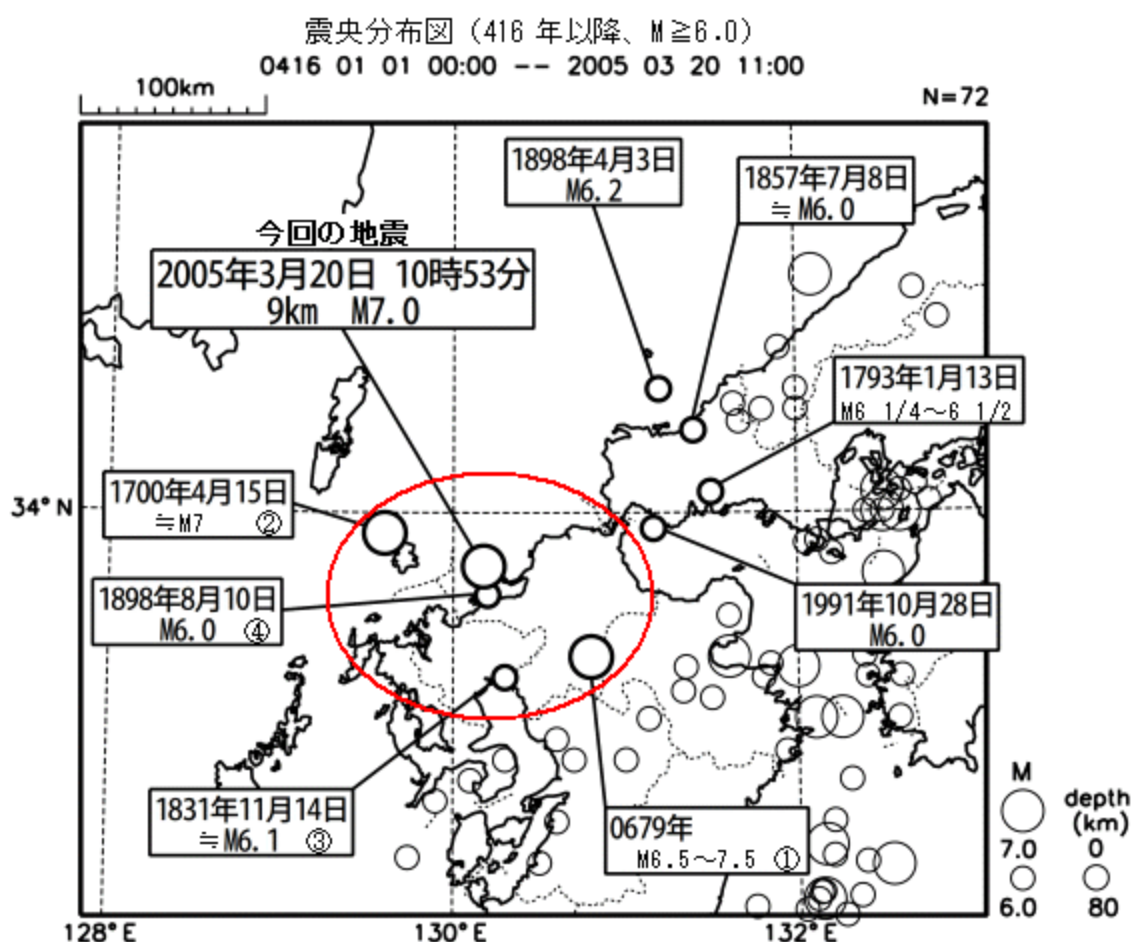 震央分布図（416 年以降、M≧6.0）
0416 01 01 00:00 -- 2005 03 20 11:00
100km
N=72
1898年4月3日
M6.2
1857年7月8日
≒M6.0
今回の地震
2005年3月20日 10時53分
9km M7.0
1793年1月13日
M6 1/4～6 1/2
34°N
1700年4月15日
≒M7 ②
1898年8月10日
M6.0 ④
1991年10月28日
M6.0
1831年11月14日
≒M6.1 ③
0679年
M6.5～7.5 ①
M
7.0
6.0
depth
(km)
0
80
128°E
130°E
132°E